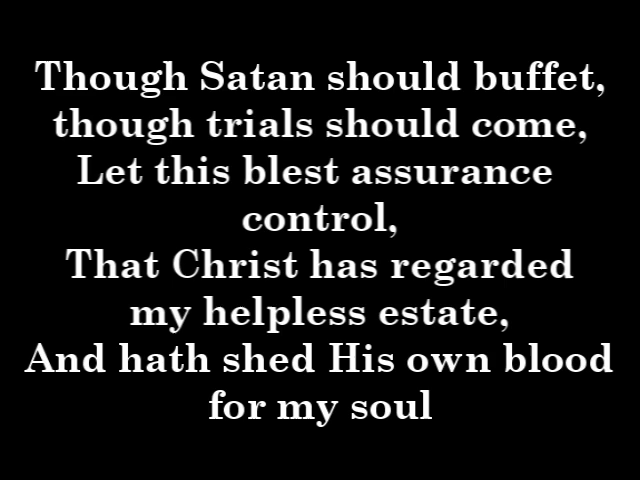 Though Satan should buffet,
though trials should come,
Let this blest assurance
control,
That Christ has regarded
my helpless estate,
And hath shed His own blood
for my soul